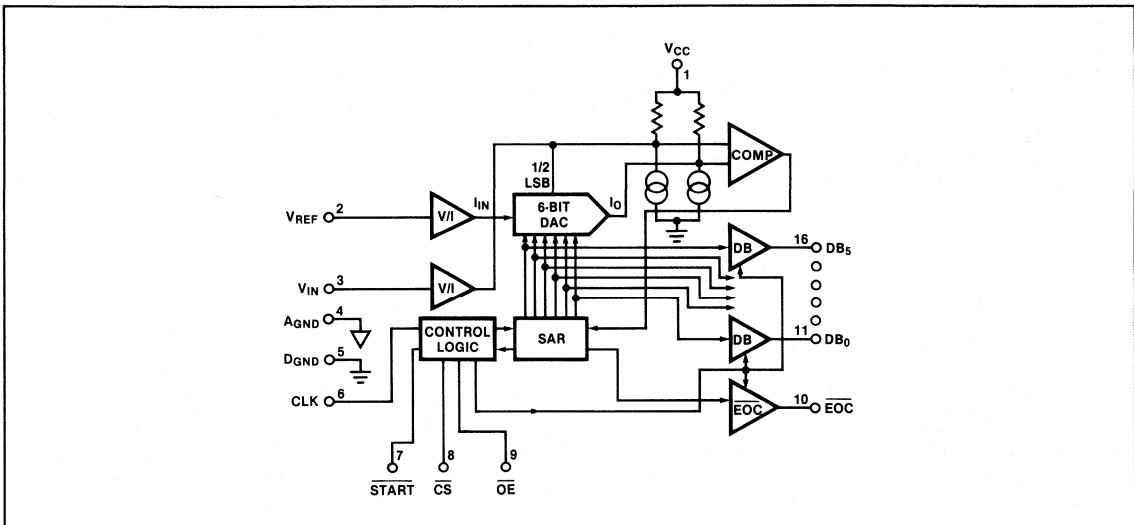 VCC
1
COMP
1/2
LSB
VREF
2
V/I
IIN
6-BIT
DAC
IO
VIN
3
V/I
DB
16
DB5
AGND
4
DGND
5
CLK
6
CONTROL
LOGIC
SAR
DB
11
DB0
EOC
10
EOC
7
START
8
CS
9
OE